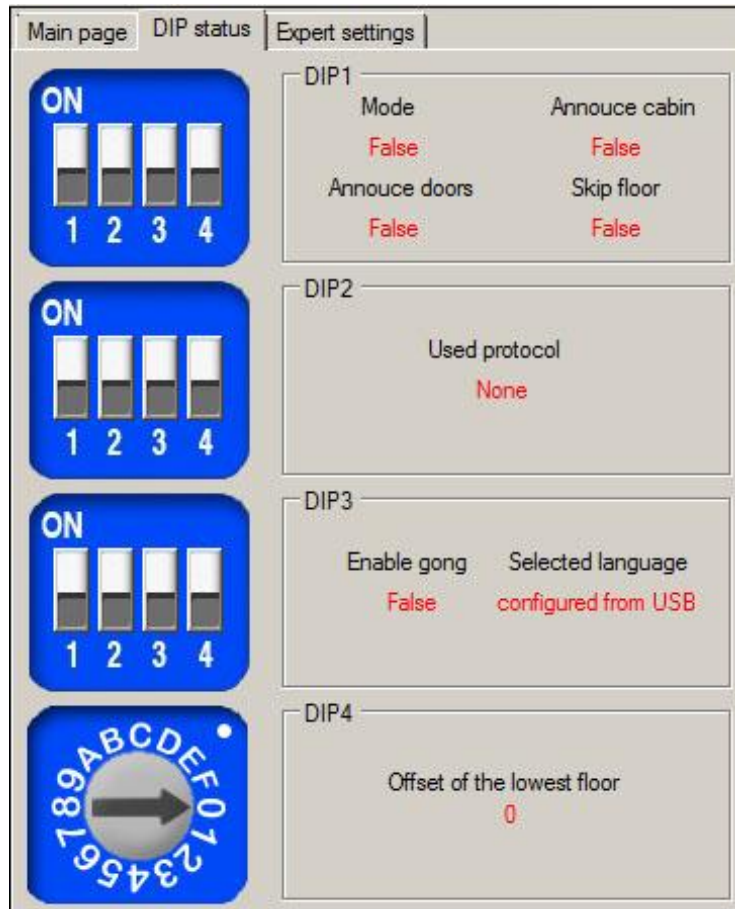 Main page DIP status Expert settings
DIP1
ON
Mode Annouce cabin
False False
Annouce doors Skip floor
False False
1 2 3 4
DIP2
ON
Used protocol
None
1 2 3 4
DIP3
ON
Enable gong Selected language
False configured from USB
1 2 3 4
DIP4
0123456789ABCDEF
Offset of the lowest floor
0